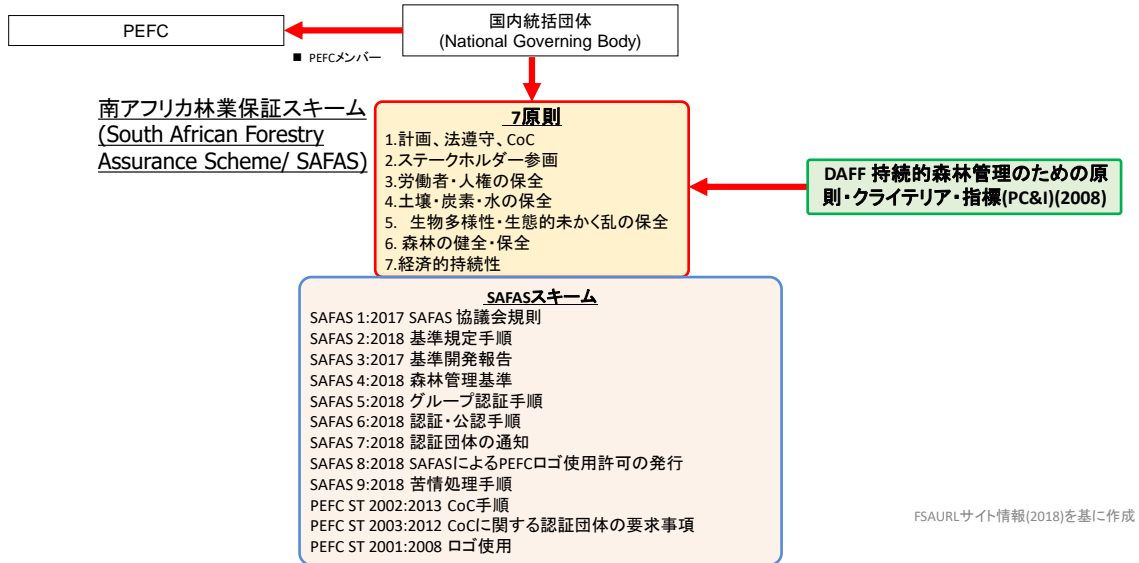 PEFC
国内統括団体
(National Governing Body)
■ PEFCメンバー
南アフリカ林業保証スキーム
(South African Forestry
Assurance Scheme/ SAFAS)
7原則
1.計画、法遵守、CoC
2.ステークホルダー参画
3.労働者・人権の保全
4.土壌・炭素・水の保全
5. 生物多様性・生態的未かく乱の保全
6. 森林の健全・保全
7.経済的持続性
DAFF 持続的森林管理のための原
則・クライテリア・指標(PC&I)(2008)
SAFASスキーム
SAFAS 1:2017 SAFAS 協議会規則
SAFAS 2:2018 基準規定手順
SAFAS 3:2017 基準開発報告
SAFAS 4:2018 森林管理基準
SAFAS 5:2018 グループ認証手順
SAFAS 6:2018 認証・公認手順
SAFAS 7:2018 認証団体の通知
SAFAS 8:2018 SAFASによるPEFCロゴ使用許可の発行
SAFAS 9:2018 苦情処理手順
PEFC ST 2002:2013 CoC手順
PEFC ST 2003:2012 CoCに関する認証団体の要求事項
PEFC ST 2001:2008 ロゴ使用
FSAURLサイト情報(2018)を基に作成